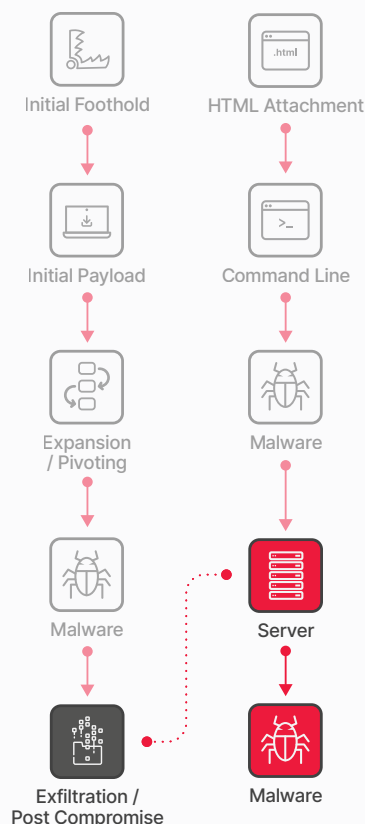 .html
Initial Foothold
HTML Attachment
>_
Initial Payload
Command Line
Expansion
/ Pivoting
Malware
Malware
Server
Exfiltration /
Post Compromise
Malware